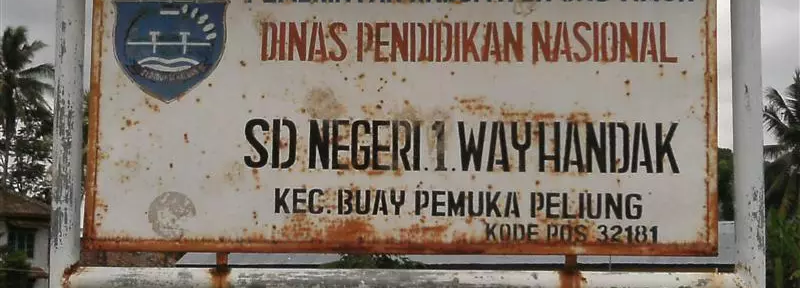 DINAS PENDIDIKAN NASIONAL
SD NEGERI.1.WAYHANDAK
KEC. BUAY PEMUKA PELIUNG
KODE POS 32181